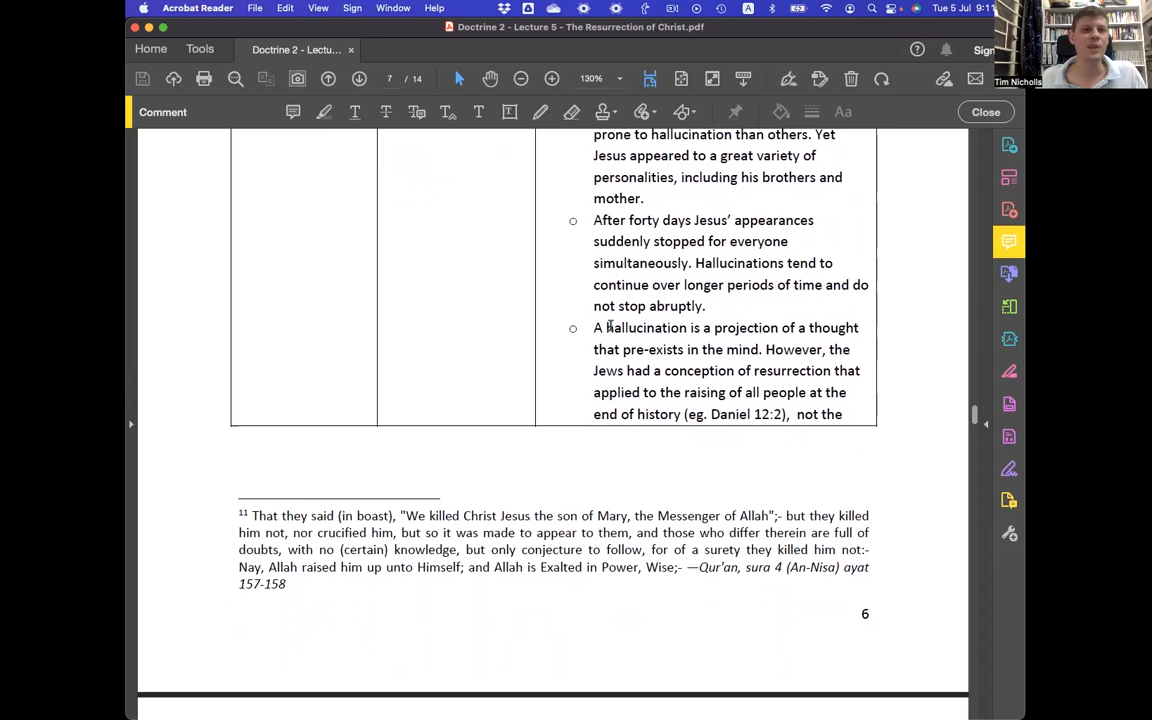 Acrobat Reader File Edit View Sign Window Help Tue 5 Jul 9:11
Doctrine 2 - Lecture 5 - The Resurrection of Christ.pdf
Home Tools Doctrine 2 - Lectu... × Sign
7 / 14 130%
Tim Nicholls
Comment Close
prone to hallucination than others. Yet
Jesus appeared to a great variety of
personalities, including his brothers and
mother.
○ After forty days Jesus’ appearances
suddenly stopped for everyone
simultaneously. Hallucinations tend to
continue over longer periods of time and do
not stop abruptly.
○ A hallucination is a projection of a thought
that pre-exists in the mind. However, the
Jews had a conception of resurrection that
applied to the raising of all people at the
end of history (eg. Daniel 12:2), not the
11 That they said (in boast), "We killed Christ Jesus the son of Mary, the Messenger of Allah";- but they killed
him not, nor crucified him, but so it was made to appear to them, and those who differ therein are full of
doubts, with no (certain) knowledge, but only conjecture to follow, for of a surety they killed him not:-
Nay, Allah raised him up unto Himself; and Allah is Exalted in Power, Wise;- —Qur'an, sura 4 (An-Nisa) ayat
157-158
6